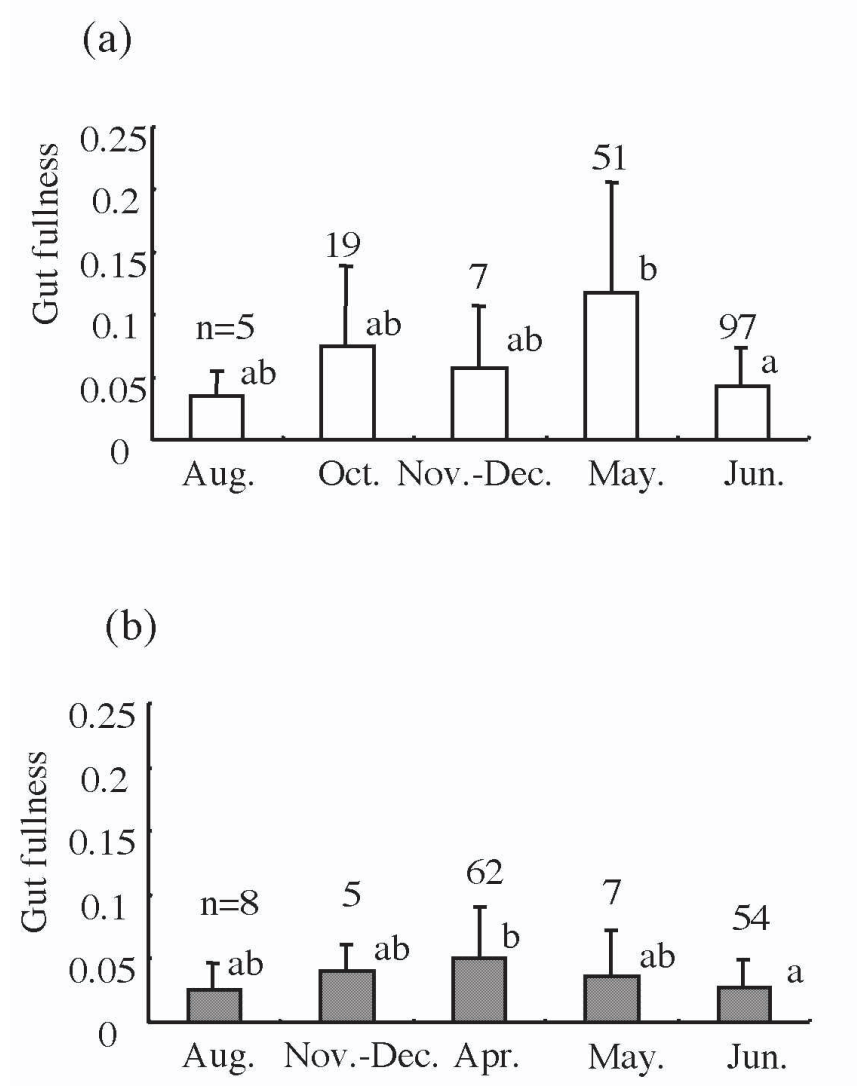 (a)
Gut fullness
0.25
0.2
0.15
0.1
0.05
0
n=5
ab
19
ab
7
ab
51
b
97
a
Aug. Oct. Nov.-Dec. May. Jun.
(b)
Gut fullness
0.25
0.2
0.15
0.1
0.05
0
n=8
ab
5
ab
62
b
7
ab
54
a
Aug. Nov.-Dec. Apr. May. Jun.